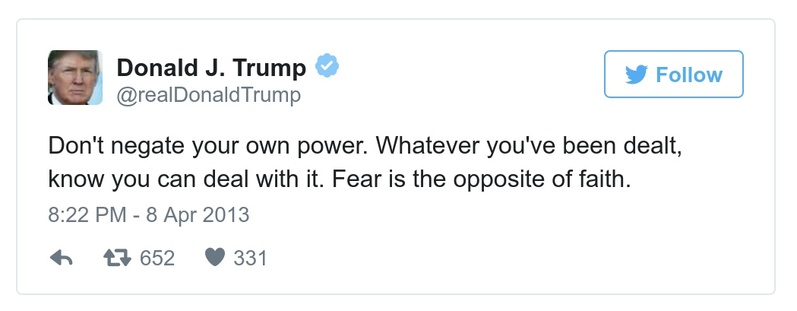 Donald J. Trump
Follow
@realDonaldTrump
Don't negate your own power. Whatever you've been dealt,
know you can deal with it. Fear is the opposite of faith.
8:22 PM - 8 Apr 2013
652 331